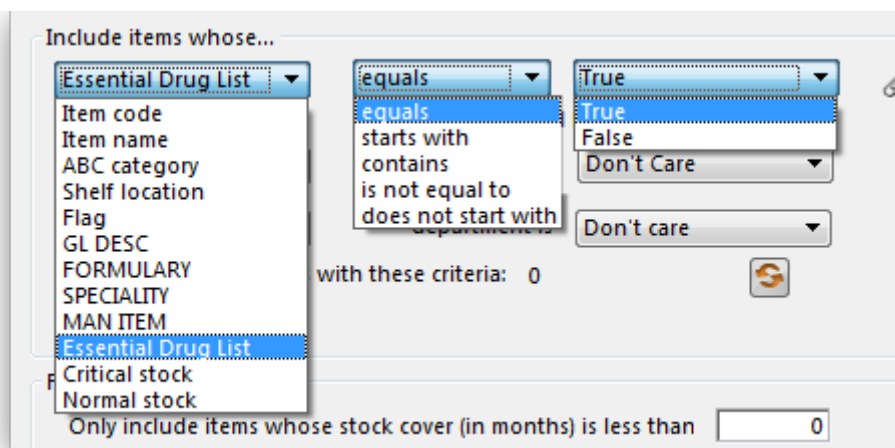 Include items whose...
Essential Drug List equals True
Item code
Item name
ABC category
Shelf location
Flag
GL DESC
FORMULARY
SPECIALITY
MAN ITEM
Essential Drug List
Critical stock
Normal stock
equals
starts with
contains
is not equal to
does not start with
True
False
Don't Care
department is Don't care
with these criteria: 0
Only include items whose stock cover (in months) is less than 0